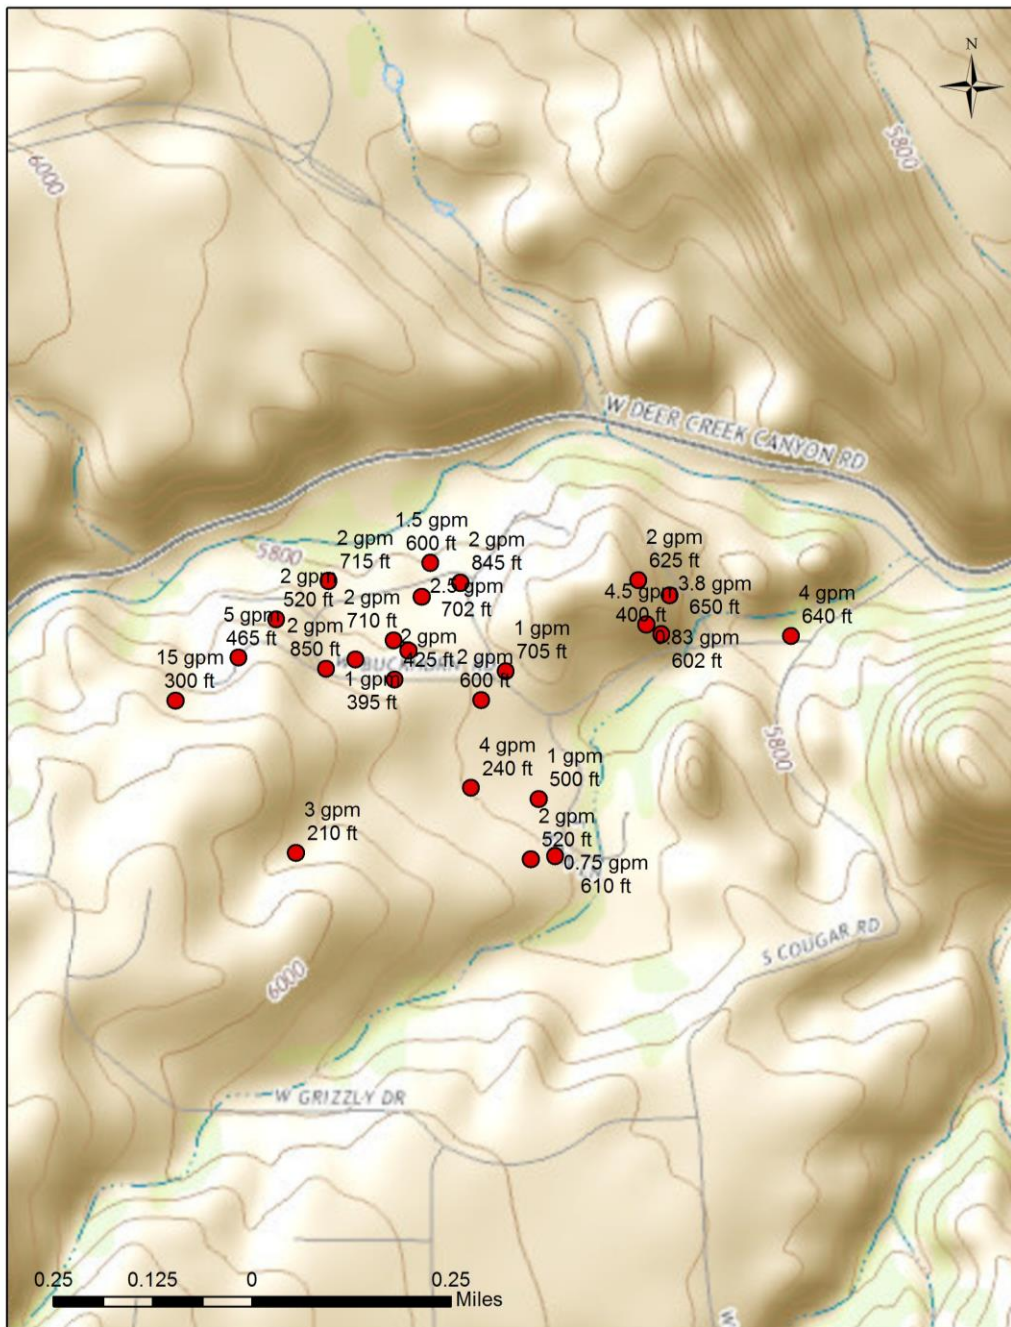 N
6000
5800
W DEER CREEK CANYON RD
5800
1.5 gpm
600 ft
2 gpm
715 ft
2 gpm
845 ft
2 gpm
520 ft
2.5 gpm
702 ft
2 gpm
710 ft
5 gpm
465 ft
2 gpm
850 ft
15 gpm
300 ft
2 gpm
425 ft
1 gpm
395 ft
2 gpm
600 ft
1 gpm
705 ft
2 gpm
625 ft
3.8 gpm
650 ft
4.5 gpm
400 ft
0.83 gpm
602 ft
4 gpm
640 ft
5800
4 gpm
240 ft
1 gpm
500 ft
2 gpm
520 ft
0.75 gpm
610 ft
3 gpm
210 ft
S COUGAR RD
6000
W GRIZZLY DR
W
0.25
0.125
0
0.25
Miles